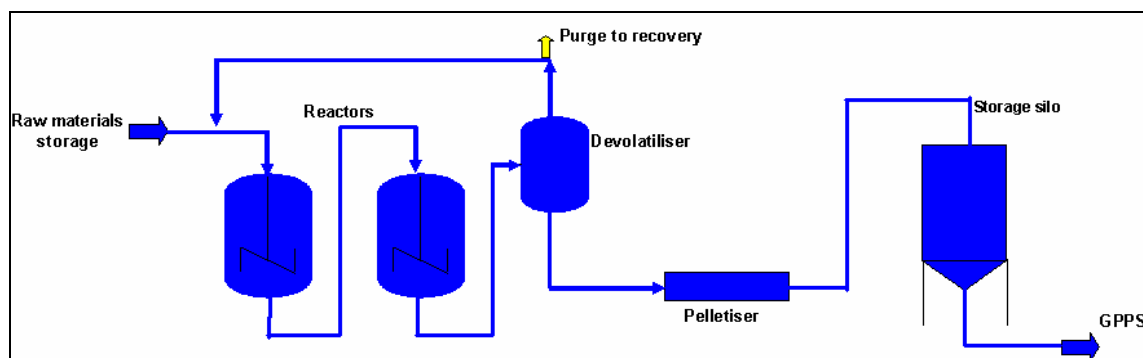 Purge to recovery
Raw materials
storage
Reactors
Devolatiliser
Storage silo
Pelletiser
GPPS